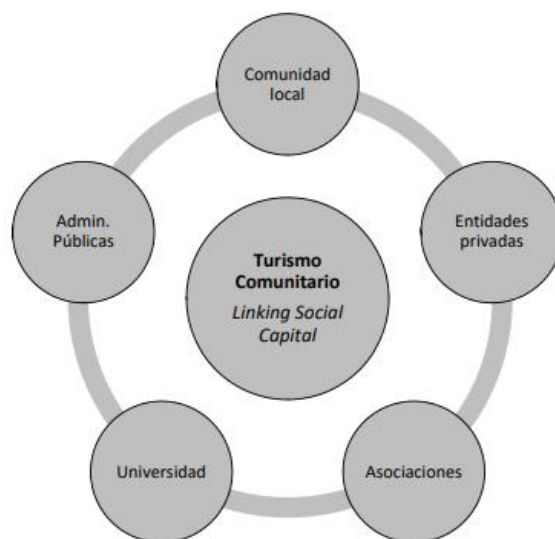 Comunidad
local
Admin.
Públicas
Entidades
privadas
Turismo
Comunitario
Linking Social
Capital
Universidad
Asociaciones